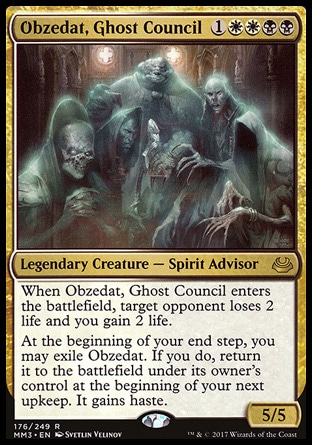 Obzedat, Ghost Council 1
Legendary Creature — Spirit Advisor
When Obzedat, Ghost Council enters
the battlefield, target opponent loses 2
life and you gain 2 life.
At the beginning of your end step, you
may exile Obzedat. If you do, return
it to the battlefield under its owner's
control at the beginning of your next
upkeep. It gains haste.
5/5
176/249 R
MM3 • EN Svetlin Velinov
™ & © 2017 Wizards of the Coast